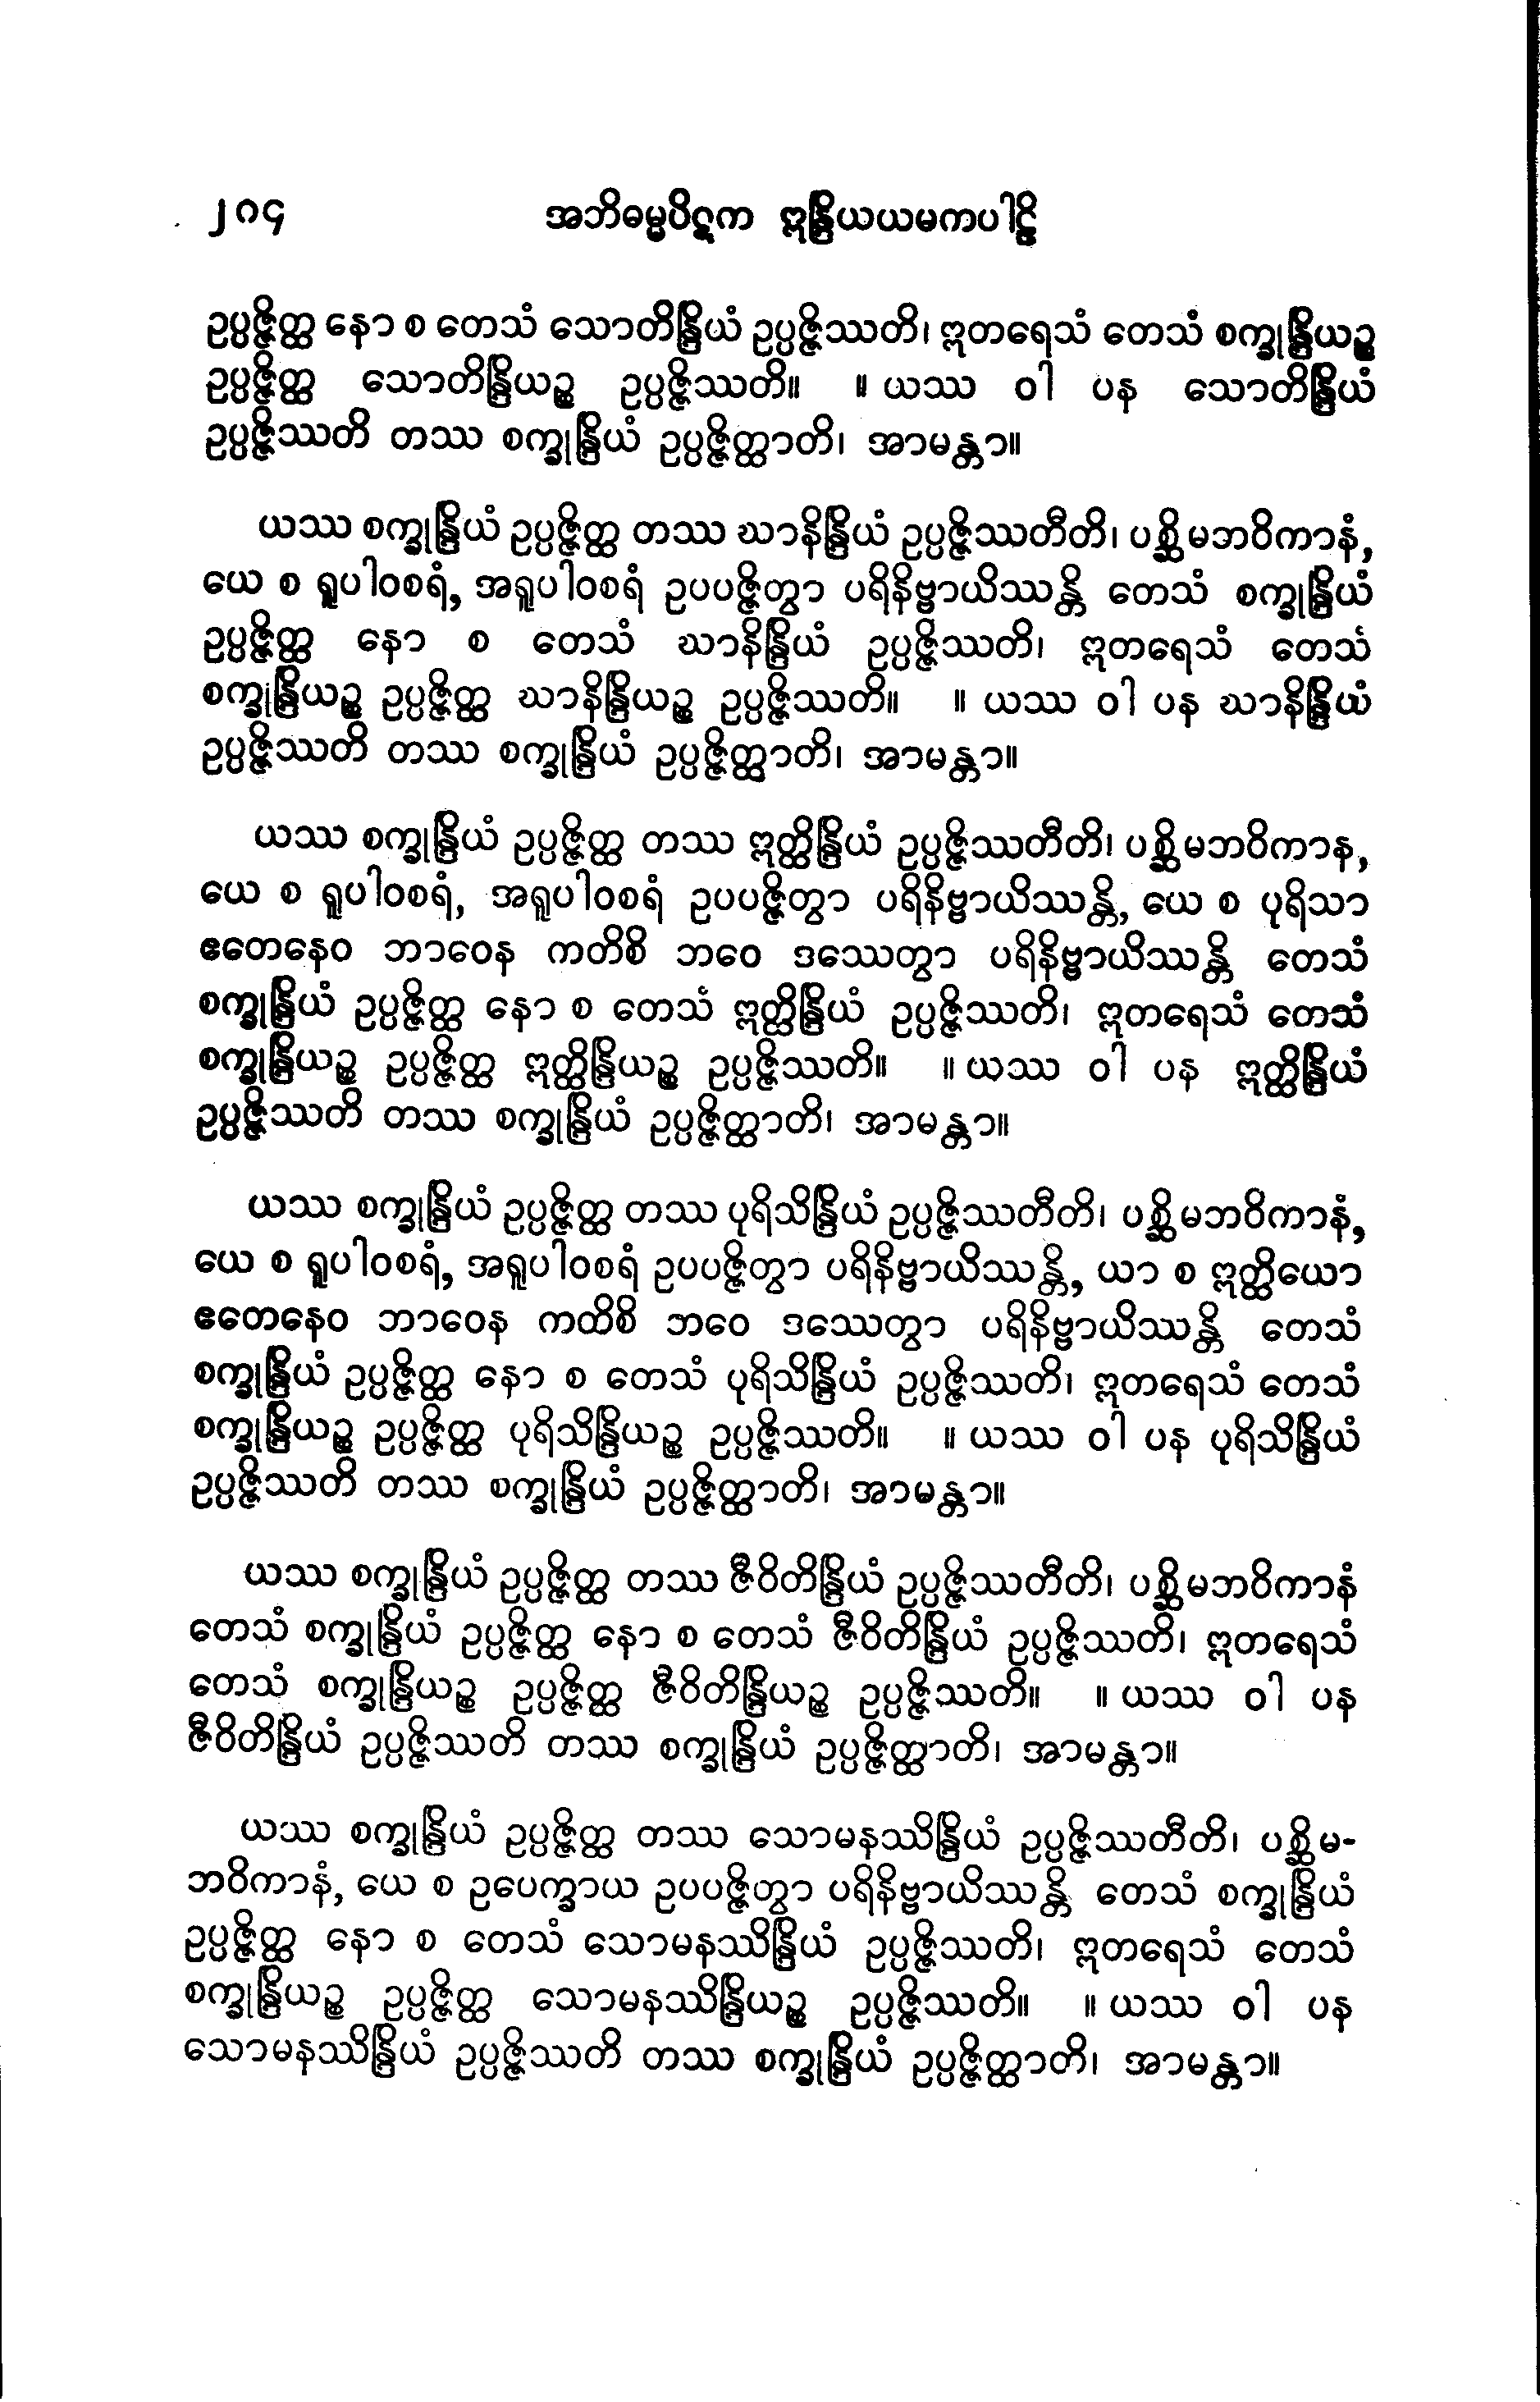 ၂၈၄ အဘိဓမ္မပိဋက ဣန္ဒြိယယမကပါဠိ
ဥပ္ပဇ္ဇိတ္ထ နော စ တေသံ သောတိန္ဒြိယံ ဥပ္ပဇ္ဇိဿတိ၊ ဣတရေသံ တေသံ စက္ခုန္ဒြိယဉ္စ
ဥပ္ပဇ္ဇိတ္ထ သောတိန္ဒြိယဉ္စ ဥပ္ပဇ္ဇိဿတိ။ ။ ယဿ ဝါ ပန သောတိန္ဒြိယံ
ဥပ္ပဇ္ဇိဿတိ တဿ စက္ခုန္ဒြိယံ ဥပ္ပဇ္ဇိတ္ထာတိ၊ အာမန္တာ။
ယဿ စက္ခုန္ဒြိယံ ဥပ္ပဇ္ဇိတ္ထ တဿ ဃာနိန္ဒြိယံ ဥပ္ပဇ္ဇိဿတီတိ၊ ပစ္ဆိမဘဝိကာနံ,
ယေ စ ရူပါဝစရံ, အရူပါဝစရံ ဥပပဇ္ဇိတွာ ပရိနိဗ္ဗာယိဿန္တိ တေသံ စက္ခုန္ဒြိယံ
ဥပ္ပဇ္ဇိတ္ထ နော စ တေသံ ဃာနိန္ဒြိယံ ဥပ္ပဇ္ဇိဿတိ၊ ဣတရေသံ တေသံ
စက္ခုန္ဒြိယဉ္စ ဥပ္ပဇ္ဇိတ္ထ ဃာနိန္ဒြိယဉ္စ ဥပ္ပဇ္ဇိဿတိ။ ။ ယဿ ဝါ ပန ဃာနိန္ဒြိယံ
ဥပ္ပဇ္ဇိဿတိ တဿ စက္ခုန္ဒြိယံ ဥပ္ပဇ္ဇိတ္ထာတိ၊ အာမန္တာ။
ယဿ စက္ခုန္ဒြိယံ ဥပ္ပဇ္ဇိတ္ထ တဿ ဣတ္ထိန္ဒြိယံ ဥပ္ပဇ္ဇိဿတီတိ၊ ပစ္ဆိမဘဝိကာန,
ယေ စ ရူပါဝစရံ, အရူပါဝစရံ ဥပပဇ္ဇိတွာ ပရိနိဗ္ဗာယိဿန္တိ, ယေ စ ပုရိသာ
ဧတေနေဝ ဘာဝေန ကတိစိ ဘဝေ ဒဿေတွာ ပရိနိဗ္ဗာယိဿန္တိ တေသံ
စက္ခုန္ဒြိယံ ဥပ္ပဇ္ဇိတ္ထ နော စ တေသံ ဣတ္ထိန္ဒြိယံ ဥပ္ပဇ္ဇိဿတိ၊ ဣတရေသံ တေသံ
စက္ခုန္ဒြိယဉ္စ ဥပ္ပဇ္ဇိတ္ထ ဣတ္ထိန္ဒြိယဉ္စ ဥပ္ပဇ္ဇိဿတိ။ ။ ယဿ ဝါ ပန ဣတ္ထိန္ဒြိယံ
ဥပ္ပဇ္ဇိဿတိ တဿ စက္ခုန္ဒြိယံ ဥပ္ပဇ္ဇိတ္ထာတိ၊ အာမန္တာ။
ယဿ စက္ခုန္ဒြိယံ ဥပ္ပဇ္ဇိတ္ထ တဿ ပုရိသိန္ဒြိယံ ဥပ္ပဇ္ဇိဿတီတိ၊ ပစ္ဆိမဘဝိကာနံ,
ယေ စ ရူပါဝစရံ, အရူပါဝစရံ ဥပပဇ္ဇိတွာ ပရိနိဗ္ဗာယိဿန္တိ, ယာ စ ဣတ္ထိယော
ဧတေနေဝ ဘာဝေန ကထိစိ ဘဝေ ဒဿေတွာ ပရိနိဗ္ဗာယိဿန္တိ တေသံ
စက္ခုန္ဒြိယံ ဥပ္ပဇ္ဇိတ္ထ နော စ တေသံ ပုရိသိန္ဒြိယံ ဥပ္ပဇ္ဇိဿတိ၊ ဣတရေသံ တေသံ
စက္ခုန္ဒြိယဉ္စ ဥပ္ပဇ္ဇိတ္ထ ပုရိသိန္ဒြိယဉ္စ ဥပ္ပဇ္ဇိဿတိ။ ။ ယဿ ဝါ ပန ပုရိသိန္ဒြိယံ
ဥပ္ပဇ္ဇိဿတိ တဿ စက္ခုန္ဒြိယံ ဥပ္ပဇ္ဇိတ္ထာတိ၊ အာမန္တာ။
ယဿ စက္ခုန္ဒြိယံ ဥပ္ပဇ္ဇိတ္ထ တဿ ဇီဝိတိန္ဒြိယံ ဥပ္ပဇ္ဇိဿတီတိ၊ ပစ္ဆိမဘဝိကာနံ
တေသံ စက္ခုန္ဒြိယံ ဥပ္ပဇ္ဇိတ္ထ နော စ တေသံ ဇီဝိတိန္ဒြိယံ ဥပ္ပဇ္ဇိဿတိ၊ ဣတရေသံ
တေသံ စက္ခုန္ဒြိယဉ္စ ဥပ္ပဇ္ဇိတ္ထ ဇီဝိတိန္ဒြိယဉ္စ ဥပ္ပဇ္ဇိဿတိ။ ။ ယဿ ဝါ ပန
ဇီဝိတိန္ဒြိယံ ဥပ္ပဇ္ဇိဿတိ တဿ စက္ခုန္ဒြိယံ ဥပ္ပဇ္ဇိတ္ထာတိ၊ အာမန္တာ။
ယဿ စက္ခုန္ဒြိယံ ဥပ္ပဇ္ဇိတ္ထ တဿ သောမနဿိန္ဒြိယံ ဥပ္ပဇ္ဇိဿတီတိ၊ ပစ္ဆိမ-
ဘဝိကာနံ, ယေ စ ဥပေက္ခာယ ဥပပဇ္ဇိတွာ ပရိနိဗ္ဗာယိဿန္တိ တေသံ စက္ခုန္ဒြိယံ
ဥပ္ပဇ္ဇိတ္ထ နော စ တေသံ သောမနဿိန္ဒြိယံ ဥပ္ပဇ္ဇိဿတိ၊ ဣတရေသံ တေသံ
စက္ခုန္ဒြိယဉ္စ ဥပ္ပဇ္ဇိတ္ထ သောမနဿိန္ဒြိယဉ္စ ဥပ္ပဇ္ဇိဿတိ။ ။ ယဿ ဝါ ပန
သောမနဿိန္ဒြိယံ ဥပ္ပဇ္ဇိဿတိ တဿ စက္ခုန္ဒြိယံ ဥပ္ပဇ္ဇိတ္ထာတိ၊ အာမန္တာ။